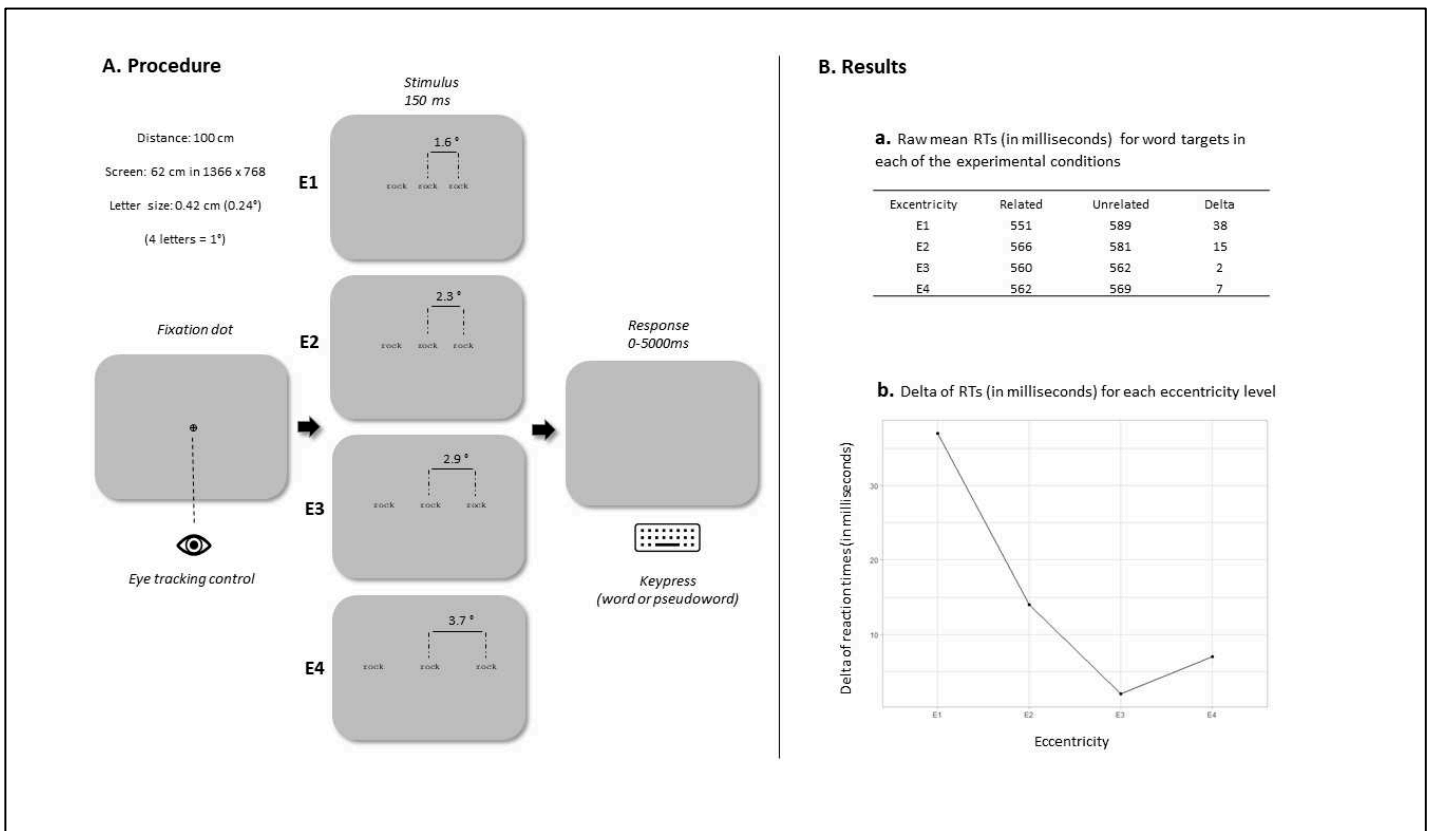 A. Procedure
Distance: 100 cm
Screen: 62 cm in 1366 x 768
Letter size: 0.42 cm (0.24°)
(4 letters = 1°)
Fixation dot
Eye tracking control
Stimulus
150 ms
E1
1.6 °
rock rock rock
E2
2.3 °
rock rock rock
E3
2.9 °
rock rock rock
E4
3.7 °
rock rock rock
Response
0-5000ms
Keypress
(word or pseudoword)
B. Results
a. Raw mean RTs (in milliseconds) for word targets in
each of the experimental conditions
Excentricity Related Unrelated Delta
E1 551 589 38
E2 566 581 15
E3 560 562 2
E4 562 569 7
b. Delta of RTs (in milliseconds) for each eccentricity level
Delta of reaction times (in milliseconds)
30
20
10
E1 E2 E3 E4
Eccentricity